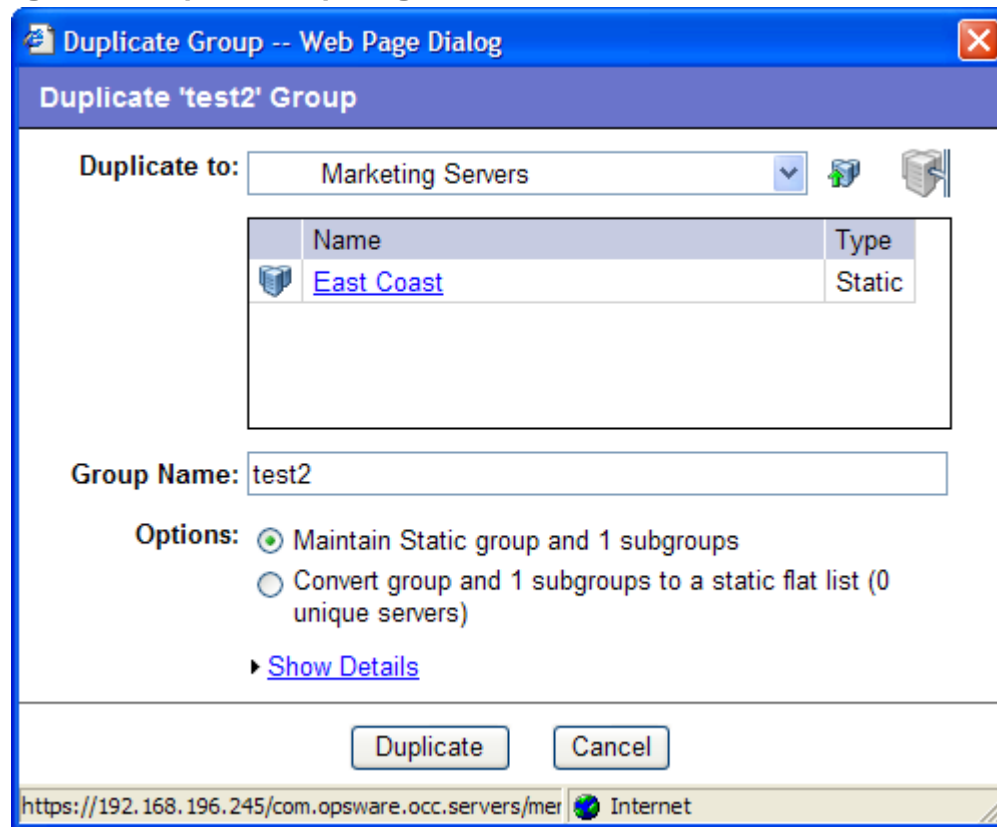 Duplicate Group -- Web Page Dialog
Duplicate 'test2' Group
Duplicate to: Marketing Servers
Name Type
East Coast Static
Group Name: test2
Options: Maintain Static group and 1 subgroups
Convert group and 1 subgroups to a static flat list (0
unique servers)
Show Details
Duplicate Cancel
https://192.168.196.245/com.opsware.occ.servers/mer Internet